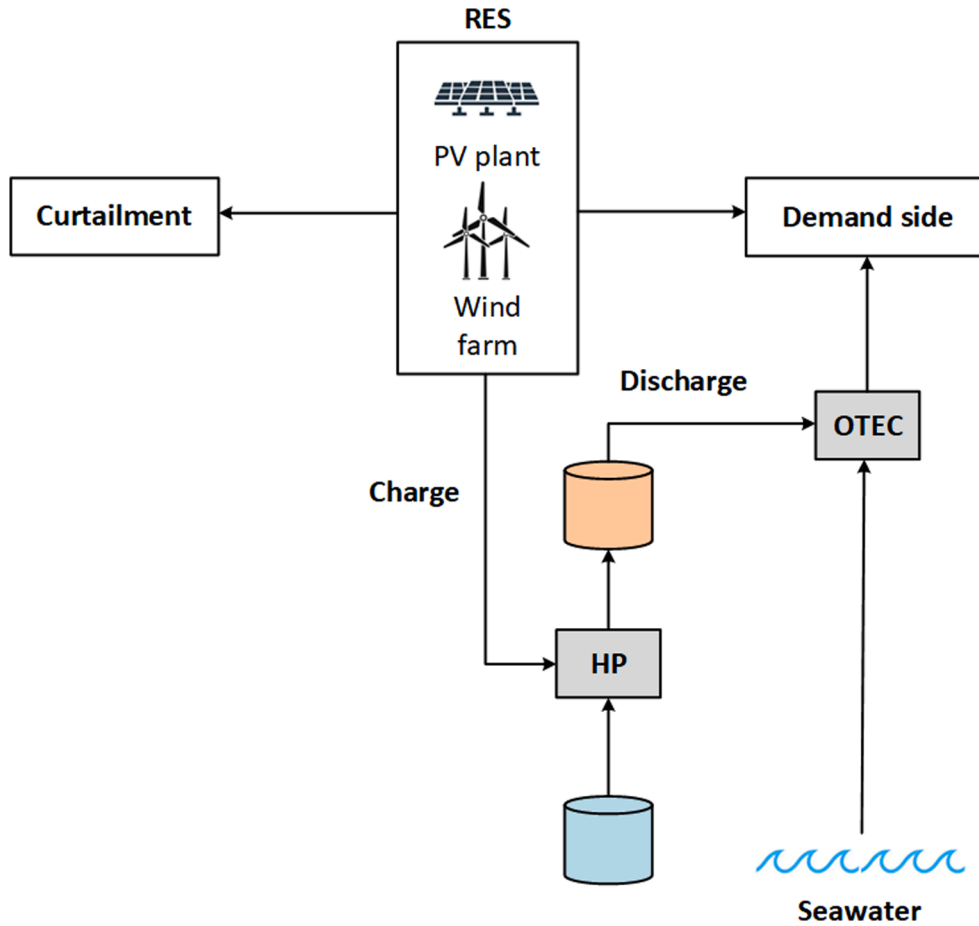 RES
PV plant
Wind
farm
Curtailment
Demand side
Discharge
OTEC
Charge
HP
Seawater